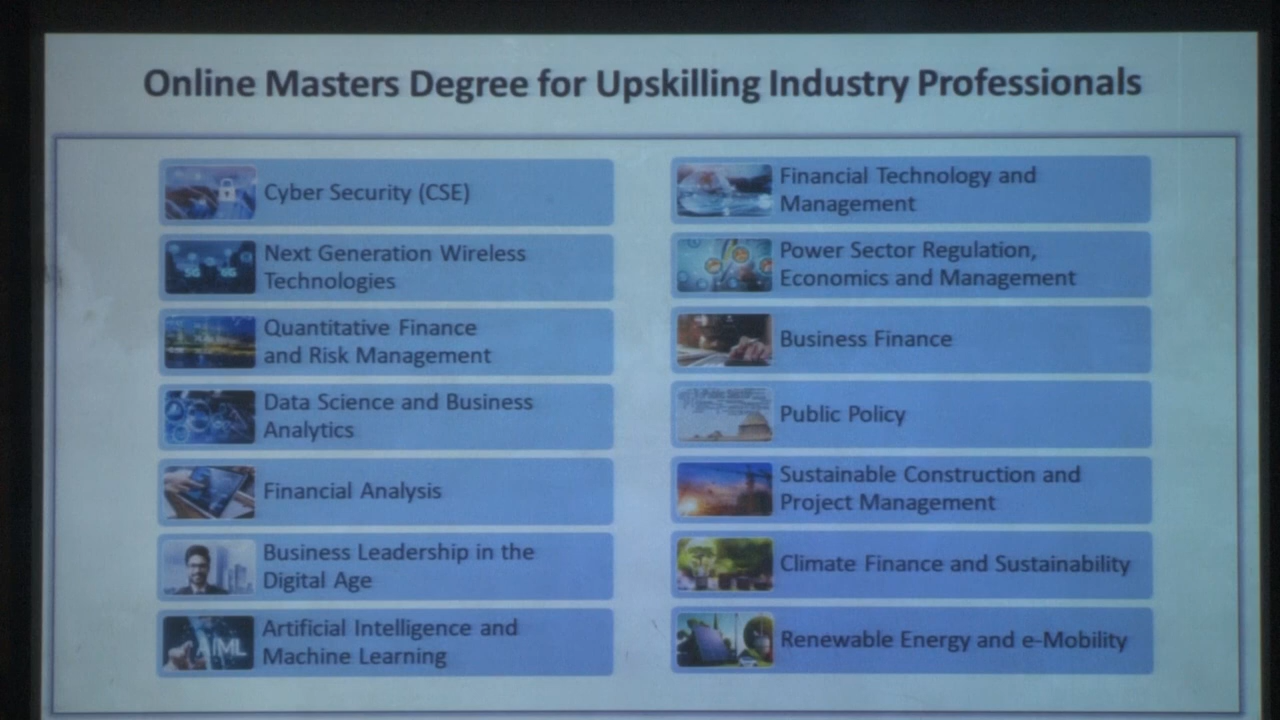 Online Masters Degree for Upskilling Industry Professionals
Cyber Security (CSE)
Next Generation Wireless
Technologies
Quantitative Finance
and Risk Management
Data Science and Business
Analytics
Financial Analysis
Business Leadership in the
Digital Age
Artificial Intelligence and
Machine Learning
Financial Technology and
Management
Power Sector Regulation,
Economics and Management
Business Finance
Public Policy
Sustainable Construction and
Project Management
Climate Finance and Sustainability
Renewable Energy and e-Mobility
5G
6G
AIML